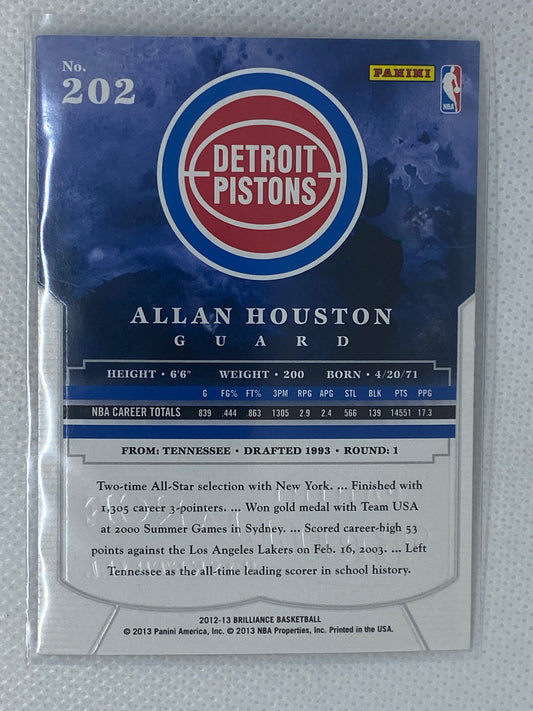 No.
202
PANINI
NBA
DETROIT
PISTONS
ALLAN HOUSTON
GUARD
HEIGHT • 6'6" WEIGHT • 200 BORN • 4/20/71
G FG% FT% 3PM RPG APG STL BLK PTS PPG
NBA CAREER TOTALS 839 .444 .863 1305 2.9 2.4 566 139 14551 17.3
FROM: TENNESSEE • DRAFTED 1993 • ROUND: 1
Two-time All-Star selection with New York. ... Finished with
1,305 career 3-pointers. ... Won gold medal with Team USA
at 2000 Summer Games in Sydney. ... Scored career-high 53
points against the Los Angeles Lakers on Feb. 16, 2003. ... Left
Tennessee as the all-time leading scorer in school history.
2012-13 BRILLIANCE BASKETBALL
© 2013 Panini America, Inc. © 2013 NBA Properties, Inc. Printed in the USA.